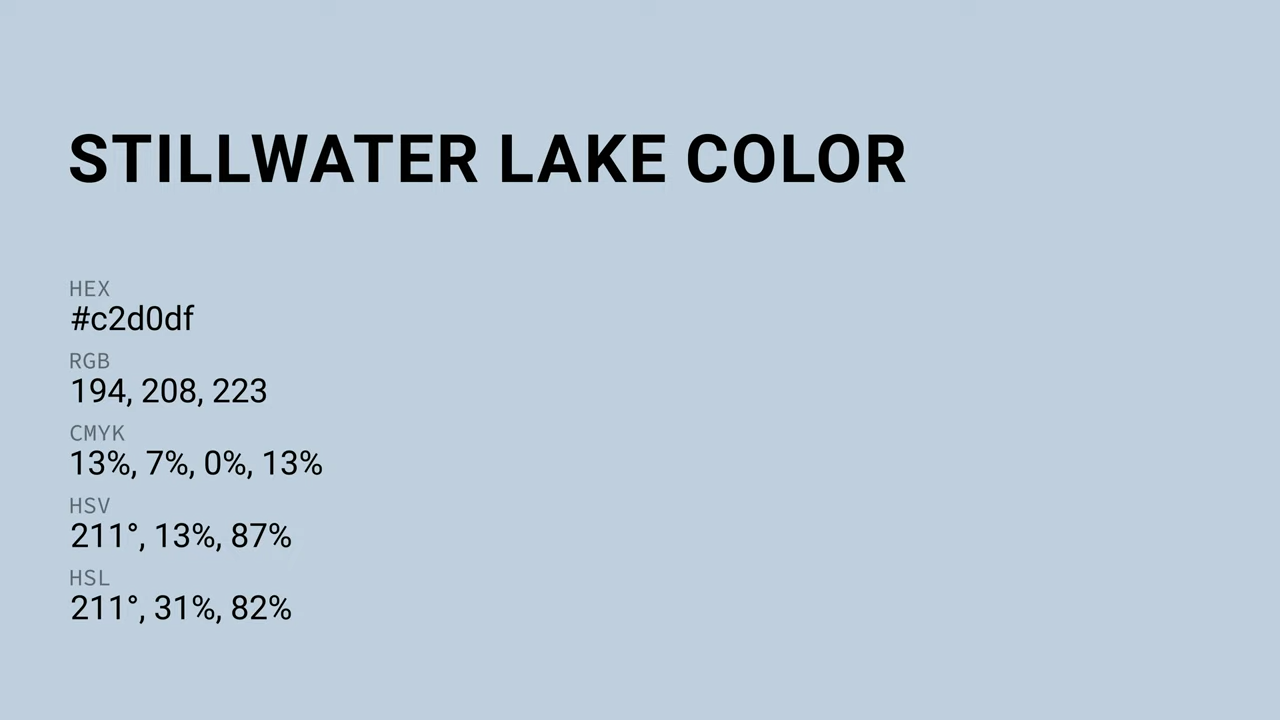 STILLWATER LAKE COLOR
HEX
#c2d0df
RGB
194, 208, 223
CMYK
13%, 7%, 0%, 13%
HSV
211°, 13%, 87%
HSL
211°, 31%, 82%